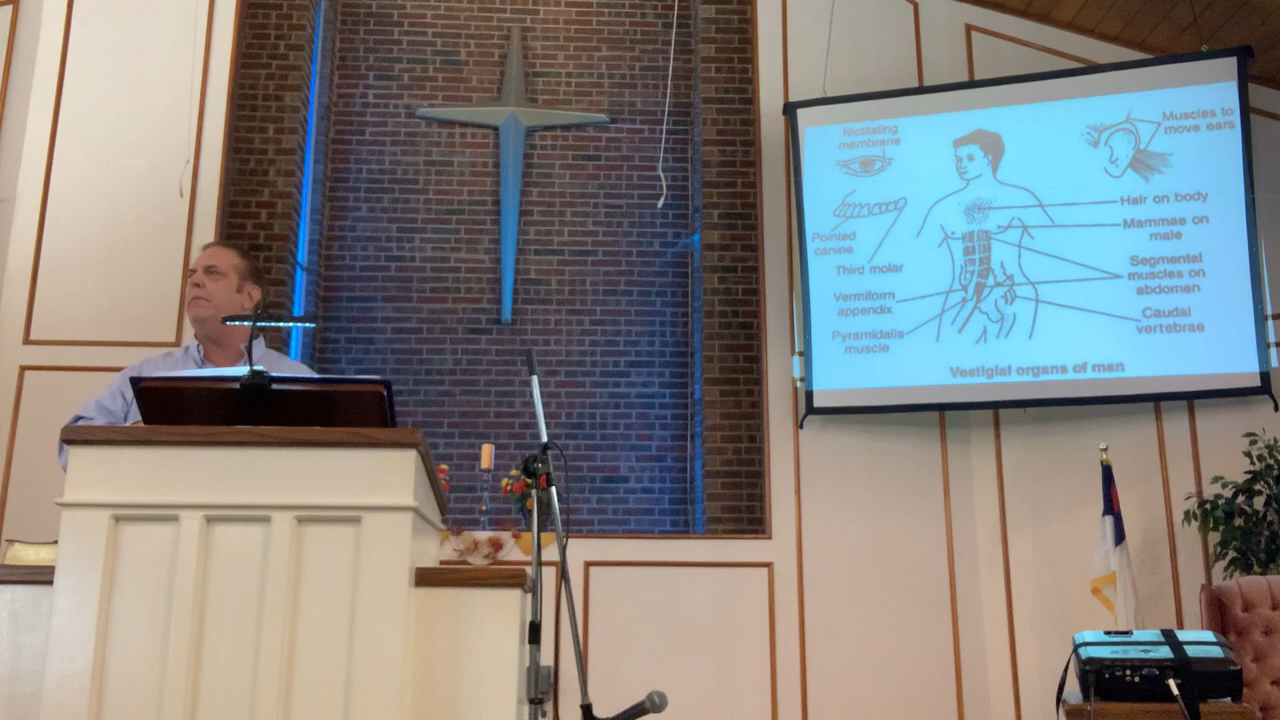 Nictitating
membrane
Muscles to
move ears
Pointed
canine
Third molar
Hair on body
Mammae on
male
Segmental
muscles on
abdomen
Vermiform
appendix
Pyramidalis
muscle
Caudal
vertebrae
Vestigial organs of man